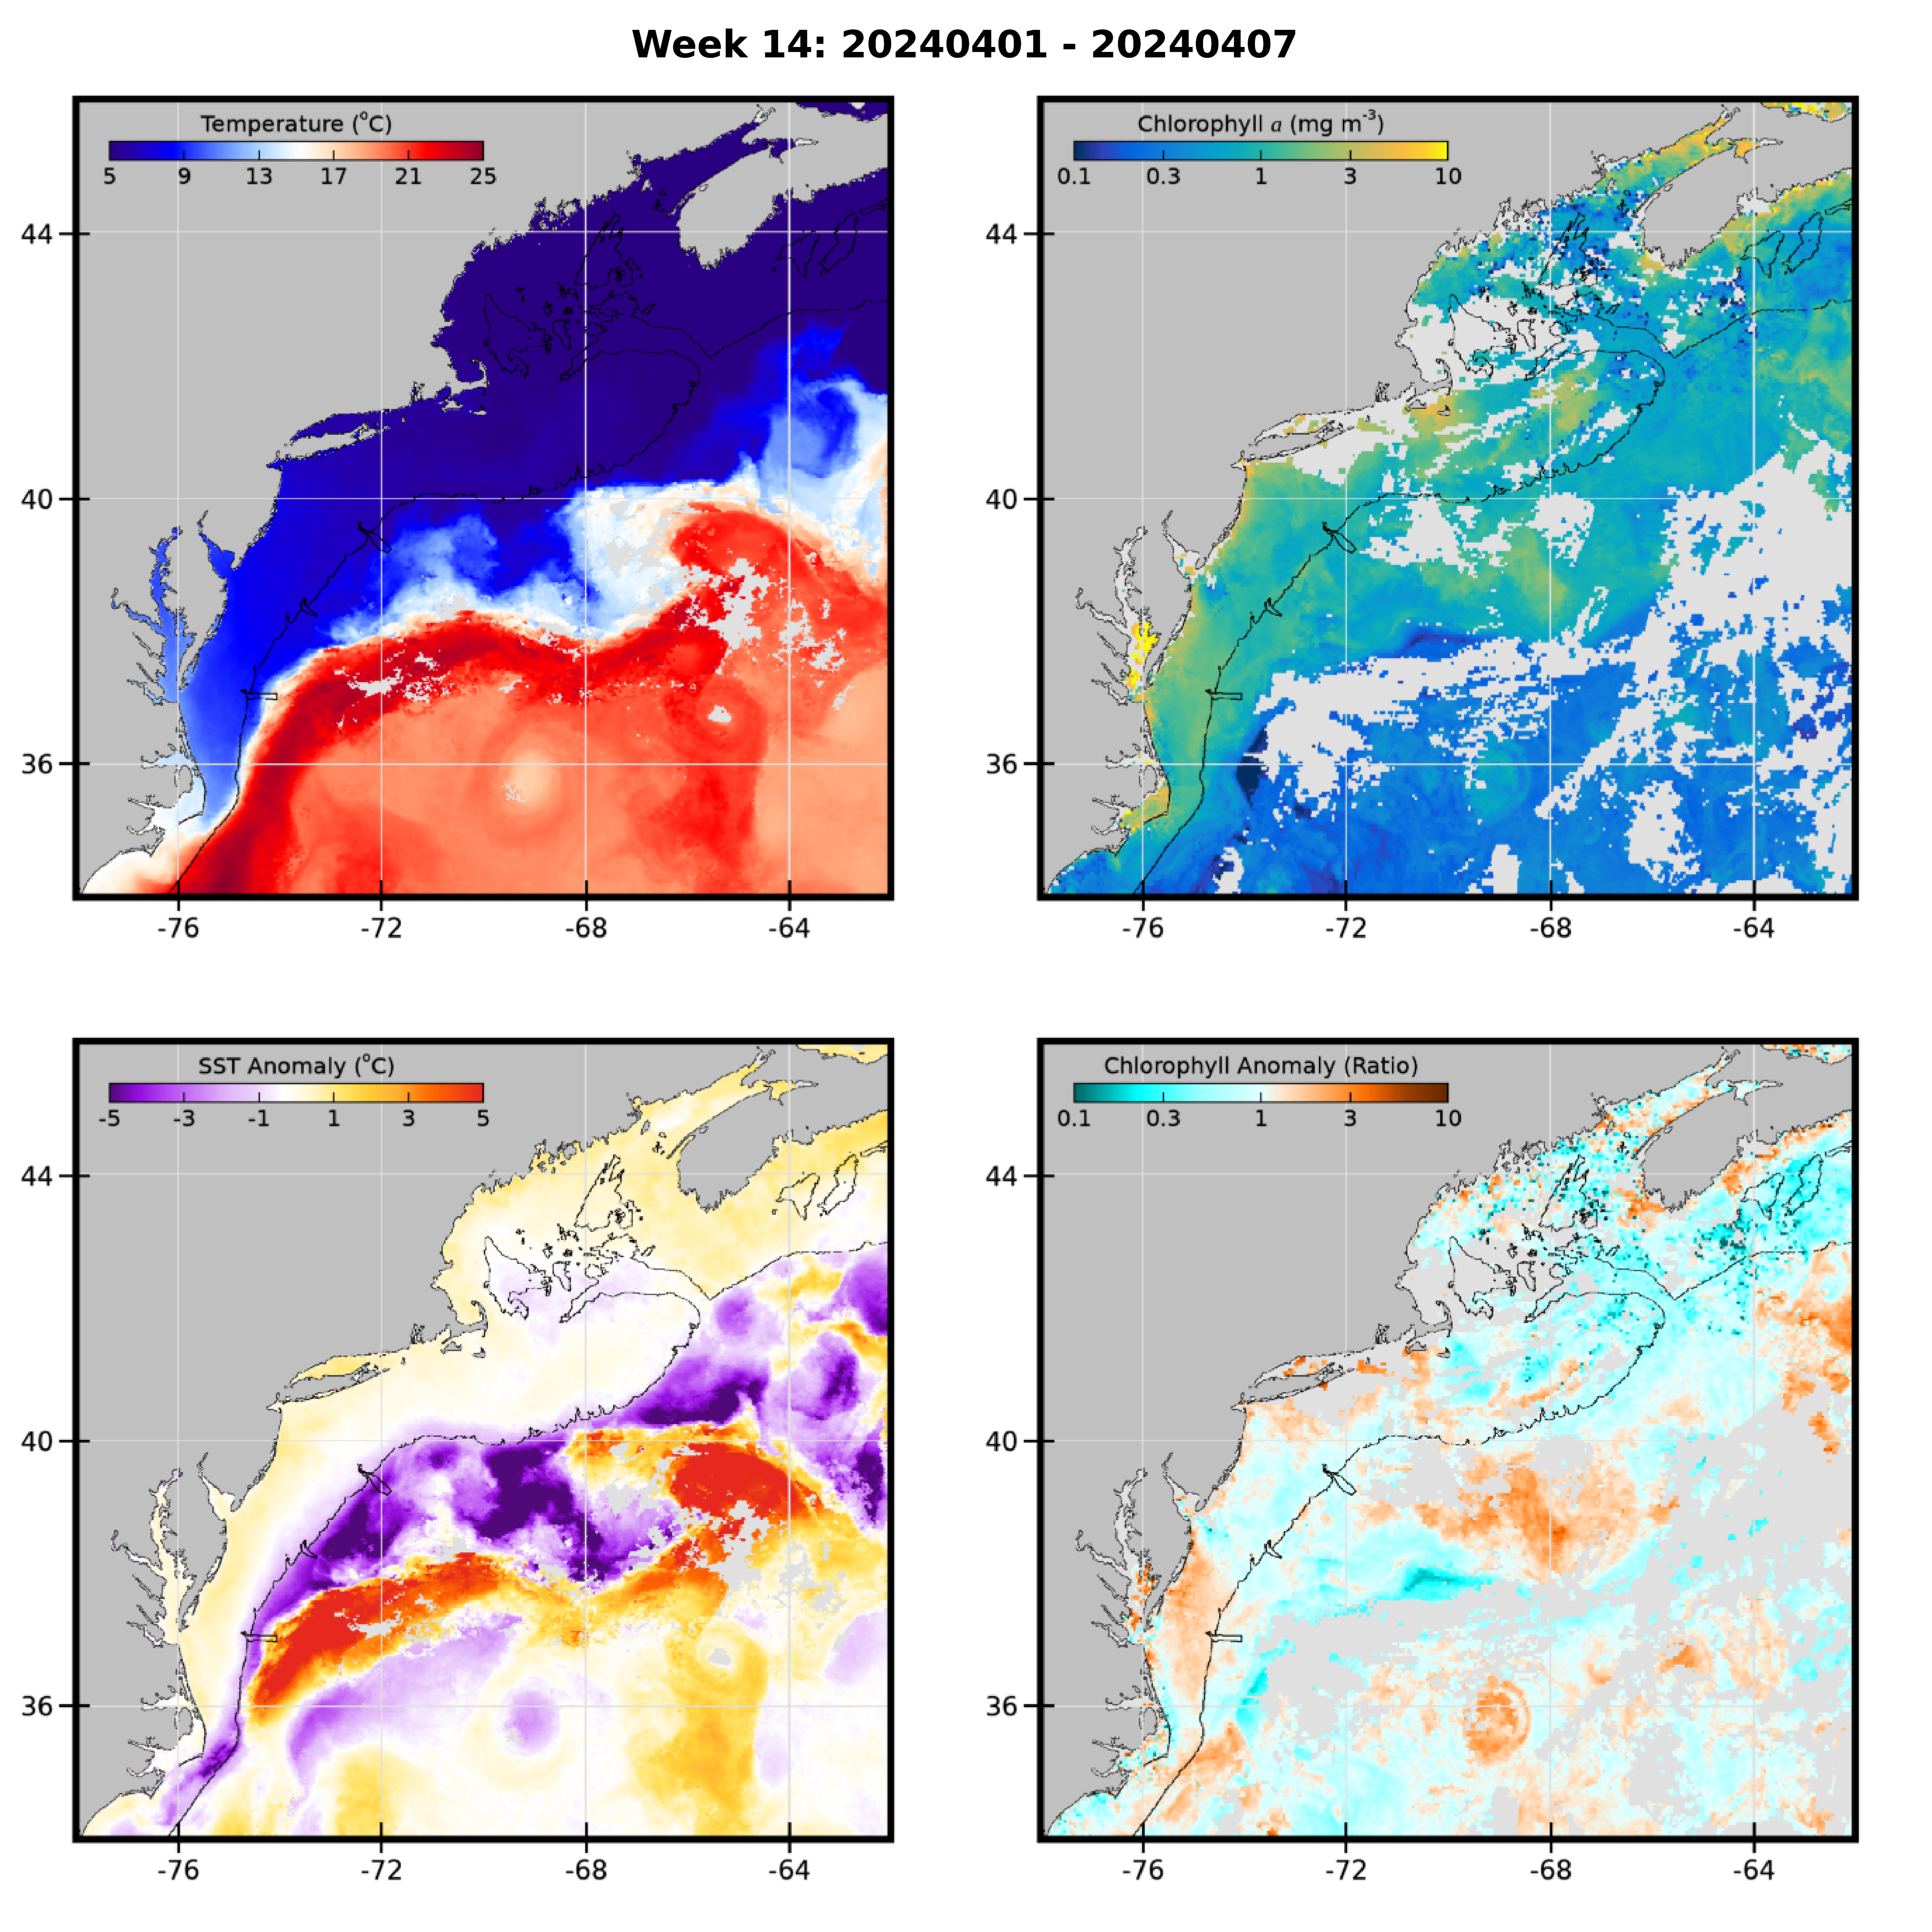 Week 14: 20240401 - 20240407
Temperature (°C)
5 9 13 17 21 25
44
40
36
-76 -72 -68 -64
Chlorophyll a (mg m⁻³)
0.1 0.3 1 3 10
44
40
36
-76 -72 -68 -64
SST Anomaly (°C)
-5 -3 -1 1 3 5
44
40
36
-76 -72 -68 -64
Chlorophyll Anomaly (Ratio)
0.1 0.3 1 3 10
44
40
36
-76 -72 -68 -64